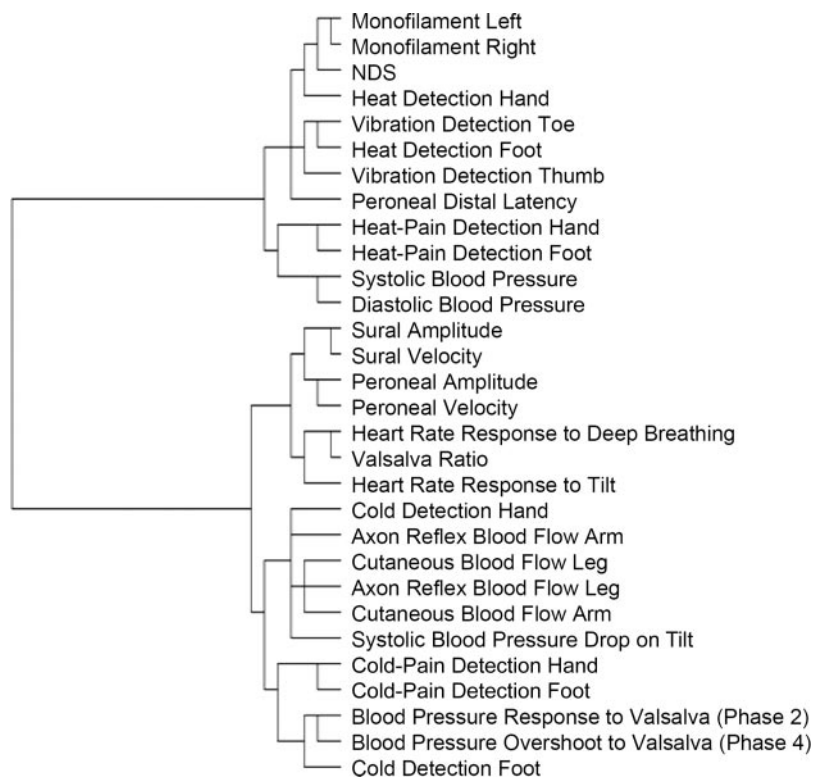 Monofilament Left
Monofilament Right
NDS
Heat Detection Hand
Vibration Detection Toe
Heat Detection Foot
Vibration Detection Thumb
Peroneal Distal Latency
Heat-Pain Detection Hand
Heat-Pain Detection Foot
Systolic Blood Pressure
Diastolic Blood Pressure
Sural Amplitude
Sural Velocity
Peroneal Amplitude
Peroneal Velocity
Heart Rate Response to Deep Breathing
Valsalva Ratio
Heart Rate Response to Tilt
Cold Detection Hand
Axon Reflex Blood Flow Arm
Cutaneous Blood Flow Leg
Axon Reflex Blood Flow Leg
Cutaneous Blood Flow Arm
Systolic Blood Pressure Drop on Tilt
Cold-Pain Detection Hand
Cold-Pain Detection Foot
Blood Pressure Response to Valsalva (Phase 2)
Blood Pressure Overshoot to Valsalva (Phase 4)
Cold Detection Foot